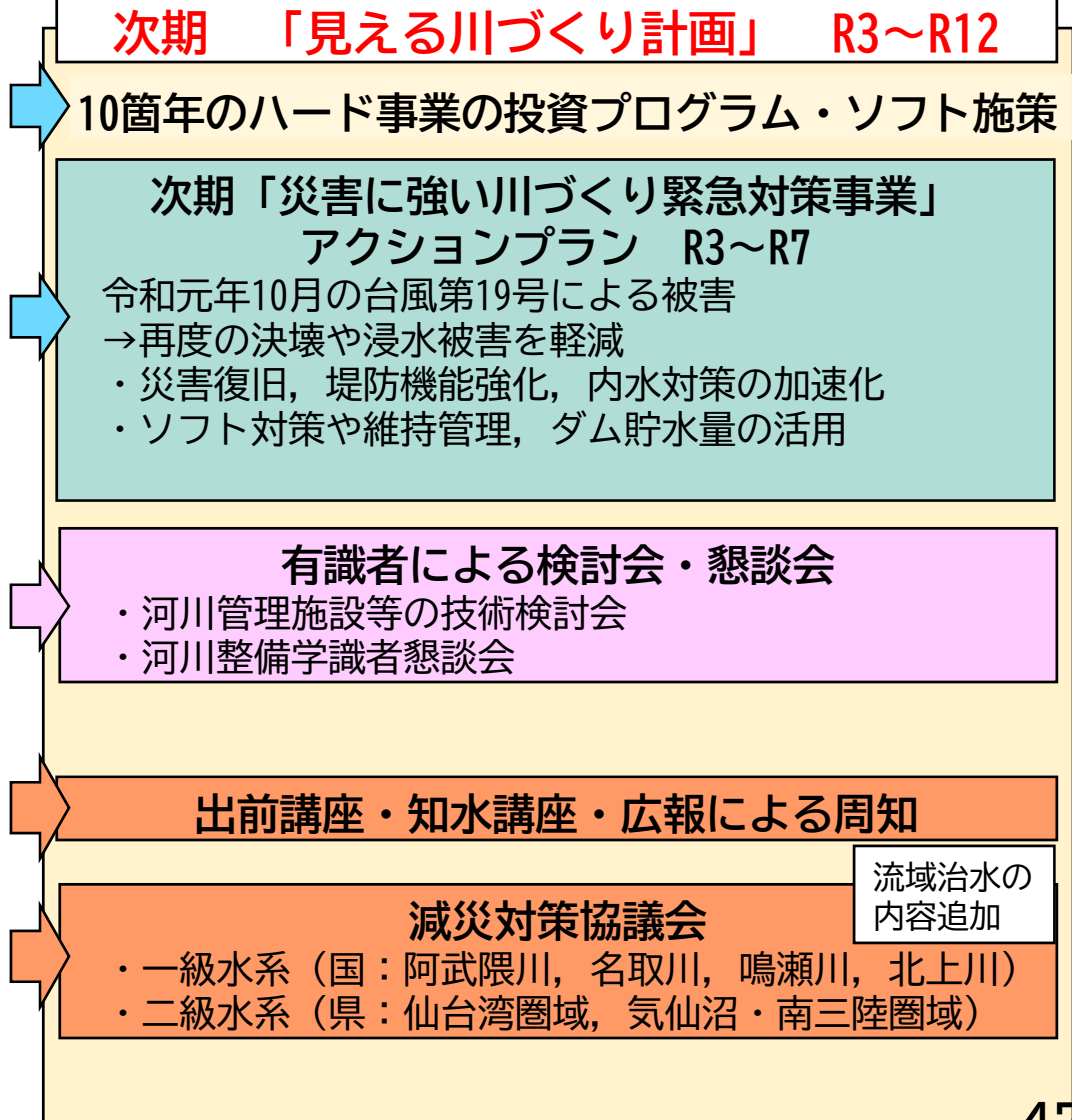 次期　「見える川づくり計画」　R3～R12
10箇年のハード事業の投資プログラム・ソフト施策
次期「災害に強い川づくり緊急対策事業」
アクションプラン　R3～R7
令和元年10月の台風第19号による被害
→再度の決壊や浸水被害を軽減
・災害復旧，堤防機能強化，内水対策の加速化
・ソフト対策や維持管理，ダム貯水量の活用
有識者による検討会・懇談会
・河川管理施設等の技術検討会
・河川整備学識者懇談会
出前講座・知水講座・広報による周知
流域治水の
内容追加
減災対策協議会
・一級水系（国：阿武隈川，名取川，鳴瀬川，北上川）
・二級水系（県：仙台湾圏域，気仙沼・南三陸圏域）